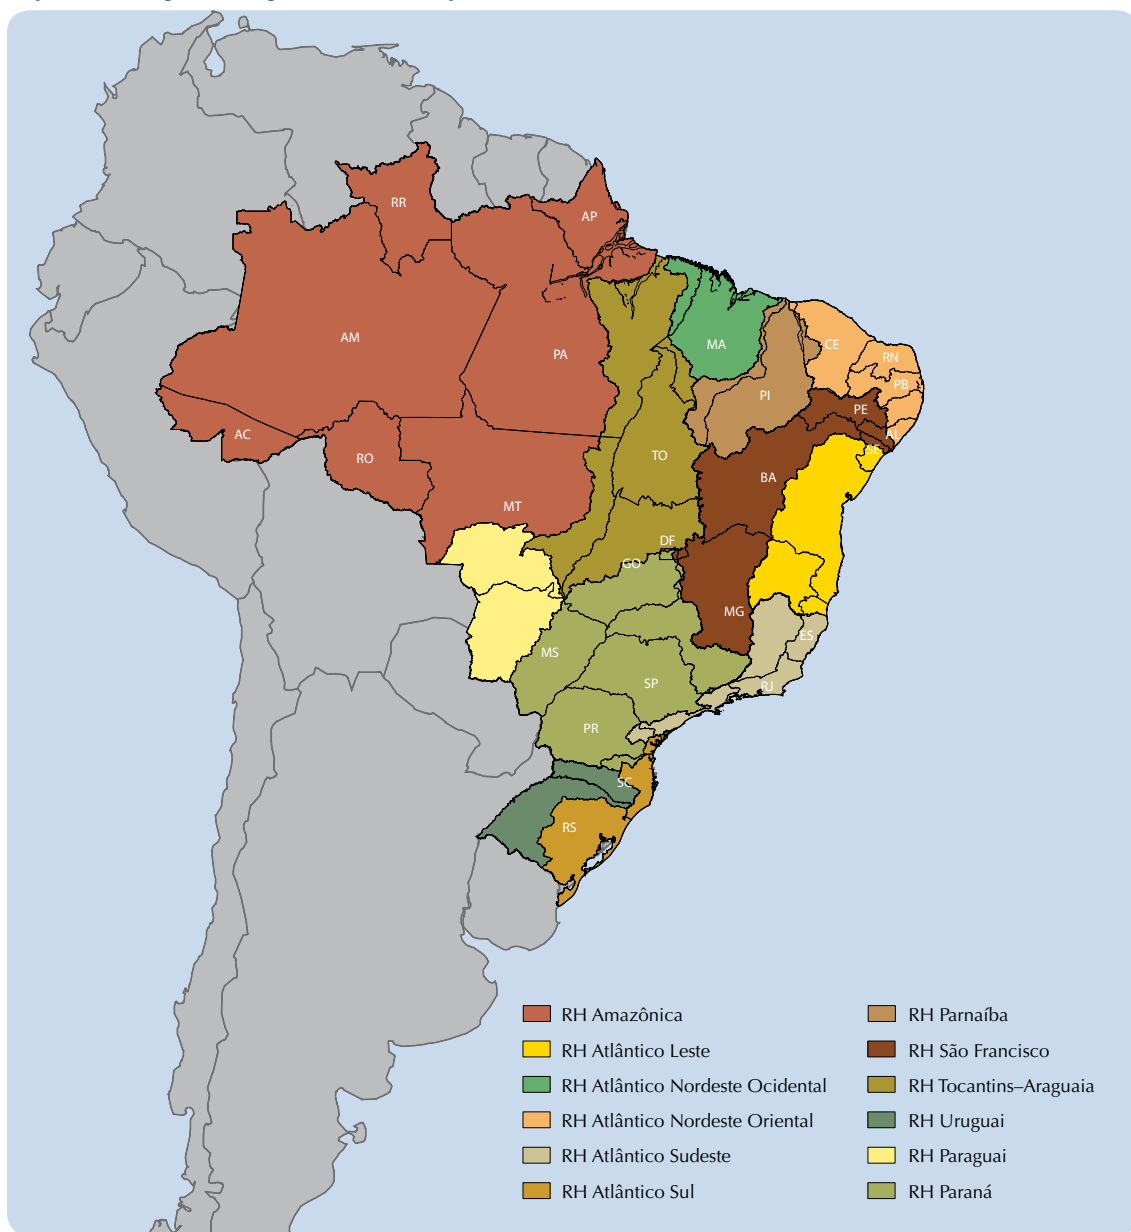 RR
AP
AM
PA
MA
CE
RN
PB
PI
PE
AL
SE
AC
RO
TO
BA
MT
DF
GO
MG
ES
MS
SP
RJ
PR
SC
RS
RH Amazônica
RH Atlântico Leste
RH Atlântico Nordeste Ocidental
RH Atlântico Nordeste Oriental
RH Atlântico Sudeste
RH Atlântico Sul
RH Parnaíba
RH São Francisco
RH Tocantins–Araguaia
RH Uruguai
RH Paraguai
RH Paraná